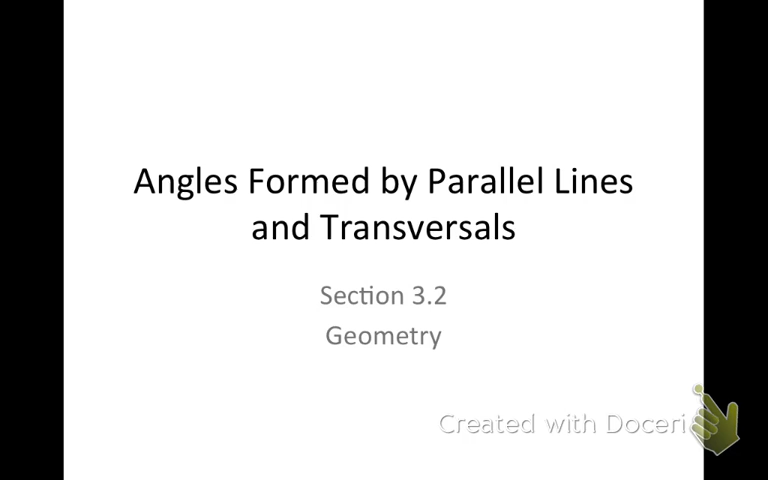 Angles Formed by Parallel Lines
and Transversals
Section 3.2
Geometry
Created with Doceri